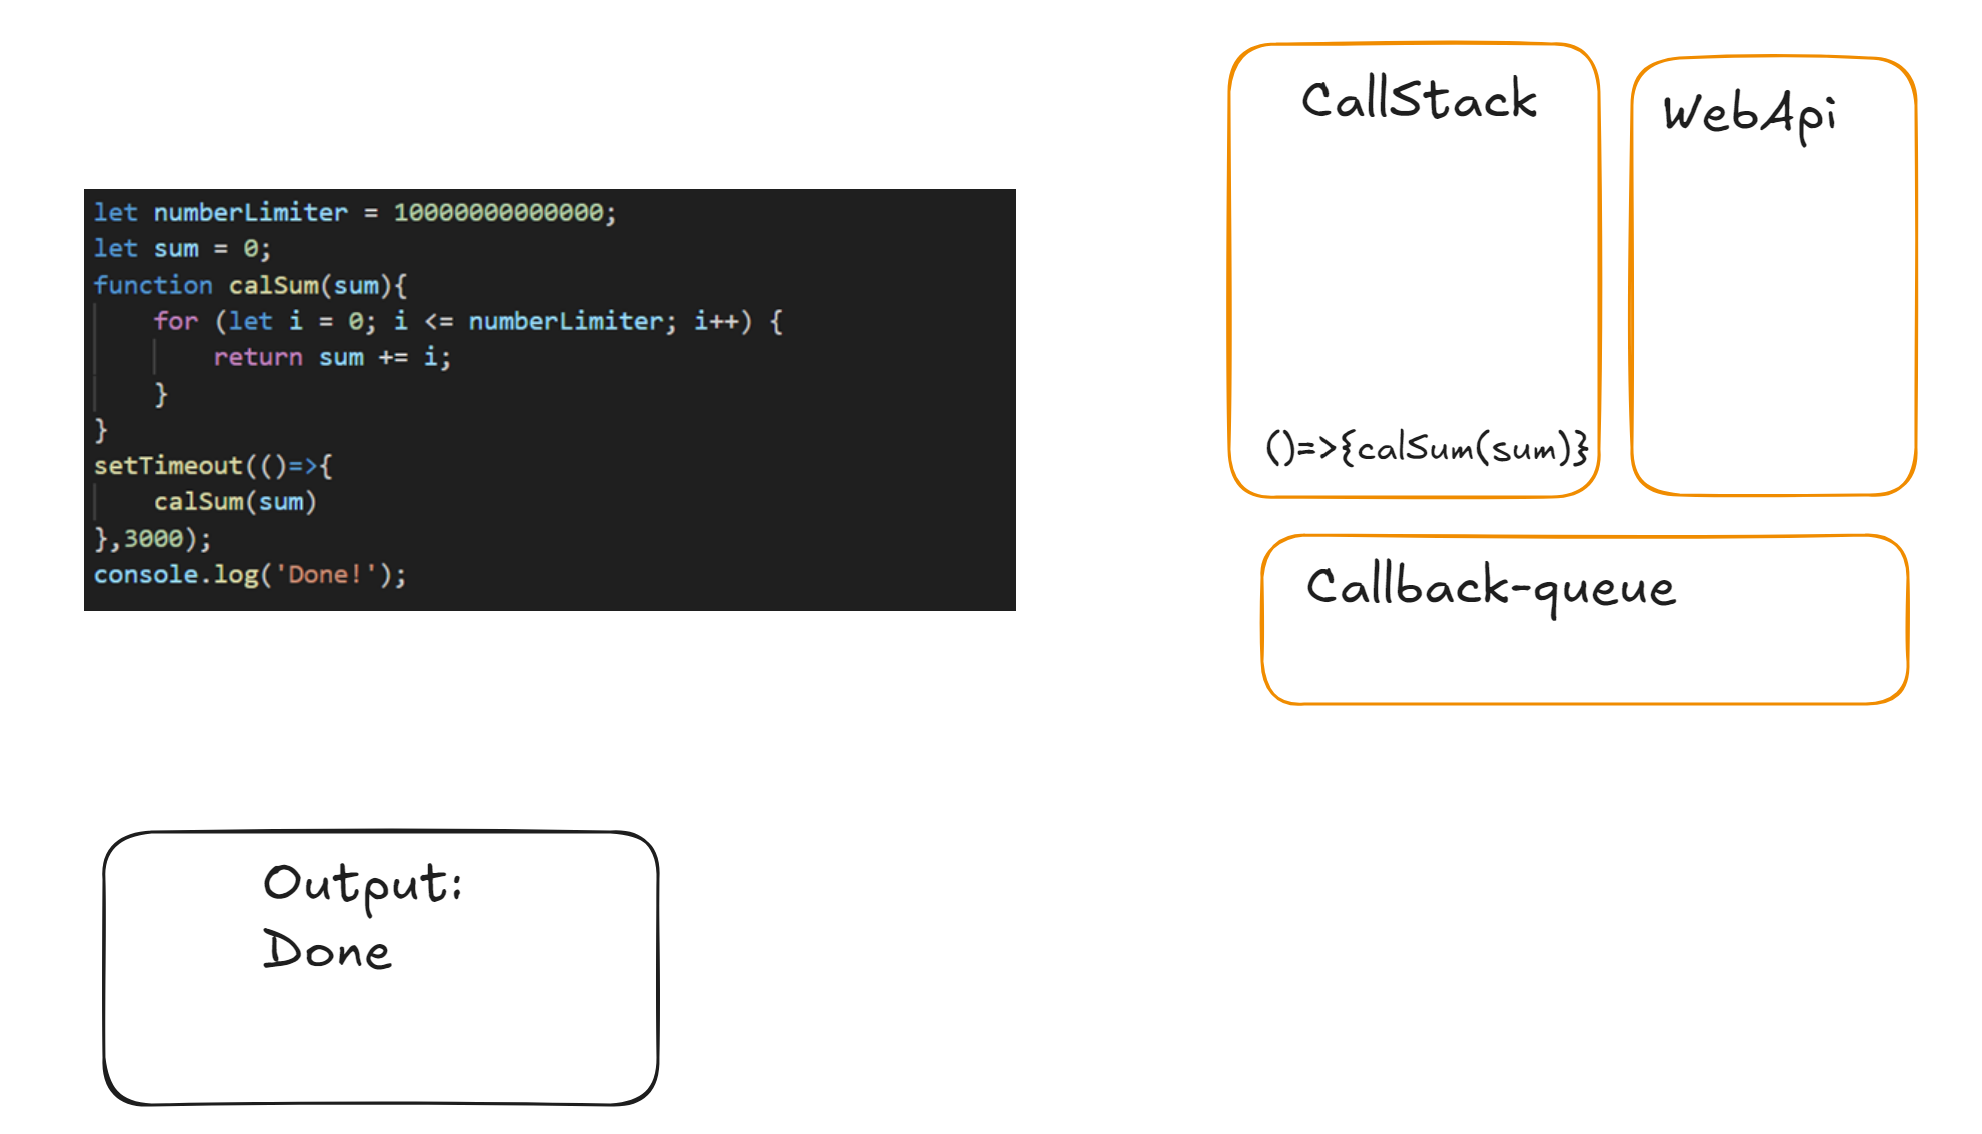 let numberLimiter = 10000000000000;
let sum = 0;
function calSum(sum){
    for (let i = 0; i <= numberLimiter; i++) {
        return sum += i;
    }
}
setTimeout(()=>{
    calSum(sum)
},3000);
console.log('Done!');
CallStack
()=>{calSum(sum)}
WebApi
Callback-queue
Output:
Done